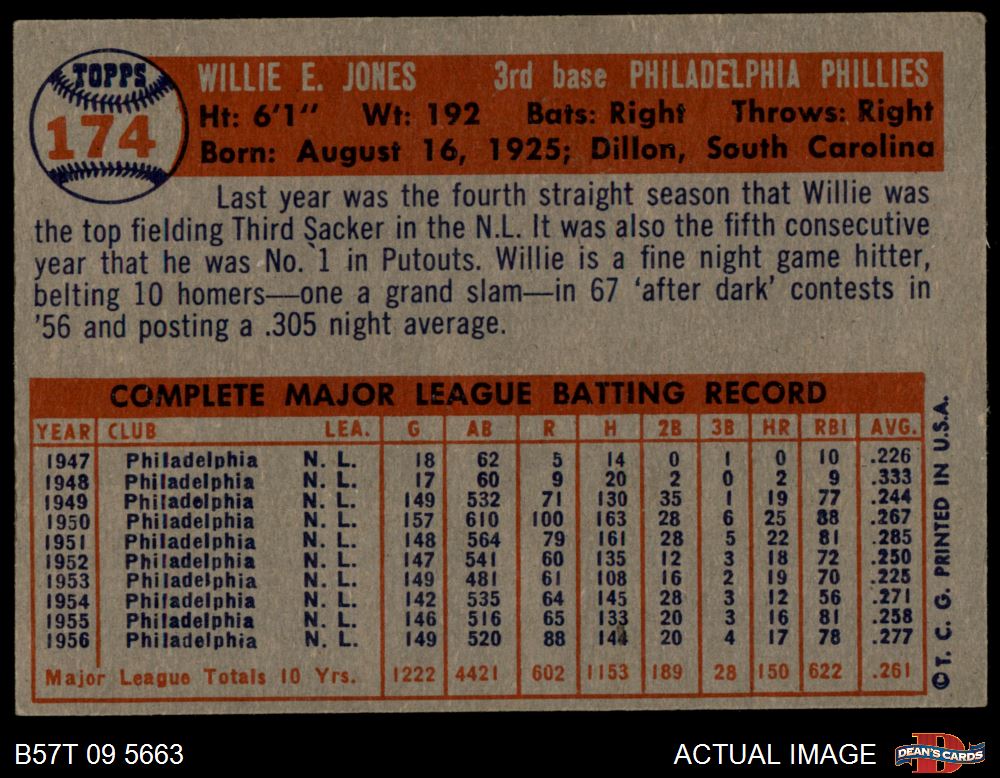 TOPPS
174
WILLIE E. JONES 3rd base PHILADELPHIA PHILLIES
Ht: 6'1" Wt: 192 Bats: Right Throws: Right
Born: August 16, 1925; Dillon, South Carolina
Last year was the fourth straight season that Willie was
the top fielding Third Sacker in the N.L. It was also the fifth consecutive
year that he was No. 1 in Putouts. Willie is a fine night game hitter,
belting 10 homers—one a grand slam—in 67 'after dark' contests in
'56 and posting a .305 night average.
COMPLETE MAJOR LEAGUE BATTING RECORD
YEAR CLUB LEA. G AB R H 2B 3B HR RBI AVG.
1947 Philadelphia N. L. 18 62 5 14 0 1 0 10 .226
1948 Philadelphia N. L. 17 60 9 20 2 0 2 9 .333
1949 Philadelphia N. L. 149 532 71 130 35 1 19 77 .244
1950 Philadelphia N. L. 157 610 100 163 28 6 25 88 .267
1951 Philadelphia N. L. 148 564 79 161 28 5 22 81 .285
1952 Philadelphia N. L. 147 541 60 135 12 3 18 72 .250
1953 Philadelphia N. L. 149 481 61 108 16 2 19 70 .225
1954 Philadelphia N. L. 142 535 64 145 28 3 12 56 .271
1955 Philadelphia N. L. 146 516 65 133 20 3 16 81 .258
1956 Philadelphia N. L. 149 520 88 144 20 4 17 78 .277
Major League Totals 10 Yrs. 1222 4421 602 1153 189 28 150 622 .261
© T. C. G. PRINTED IN U.S.A.
B57T 09 5663
ACTUAL IMAGE
DEAN'S CARDS